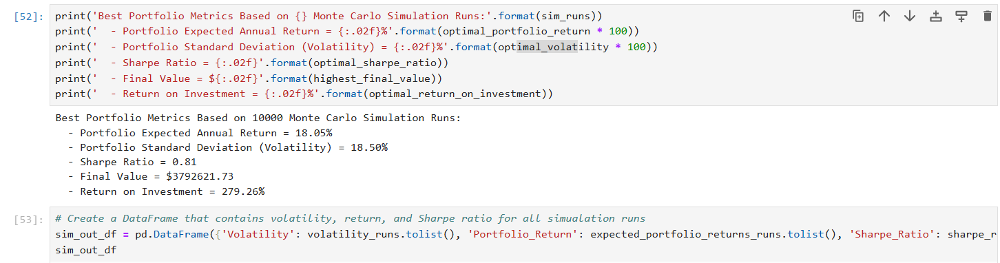 [52]: print('Best Portfolio Metrics Based on {} Monte Carlo Simulation Runs:'.format(sim_runs))
print('  - Portfolio Expected Annual Return = {:.02f}%'.format(optimal_portfolio_return * 100))
print('  - Portfolio Standard Deviation (Volatility) = {:.02f}%'.format(optimal_volatility * 100))
print('  - Sharpe Ratio = {:.02f}'.format(optimal_sharpe_ratio))
print('  - Final Value = ${:.02f}'.format(highest_final_value))
print('  - Return on Investment = {:.02f}%'.format(optimal_return_on_investment))
Best Portfolio Metrics Based on 10000 Monte Carlo Simulation Runs:
  - Portfolio Expected Annual Return = 18.05%
  - Portfolio Standard Deviation (Volatility) = 18.50%
  - Sharpe Ratio = 0.81
  - Final Value = $3792621.73
  - Return on Investment = 279.26%
[53]: # Create a DataFrame that contains volatility, return, and Sharpe ratio for all simualation runs
sim_out_df = pd.DataFrame({'Volatility': volatility_runs.tolist(), 'Portfolio_Return': expected_portfolio_returns_runs.tolist(), 'Sharpe_Ratio': sharpe_r
sim_out_df